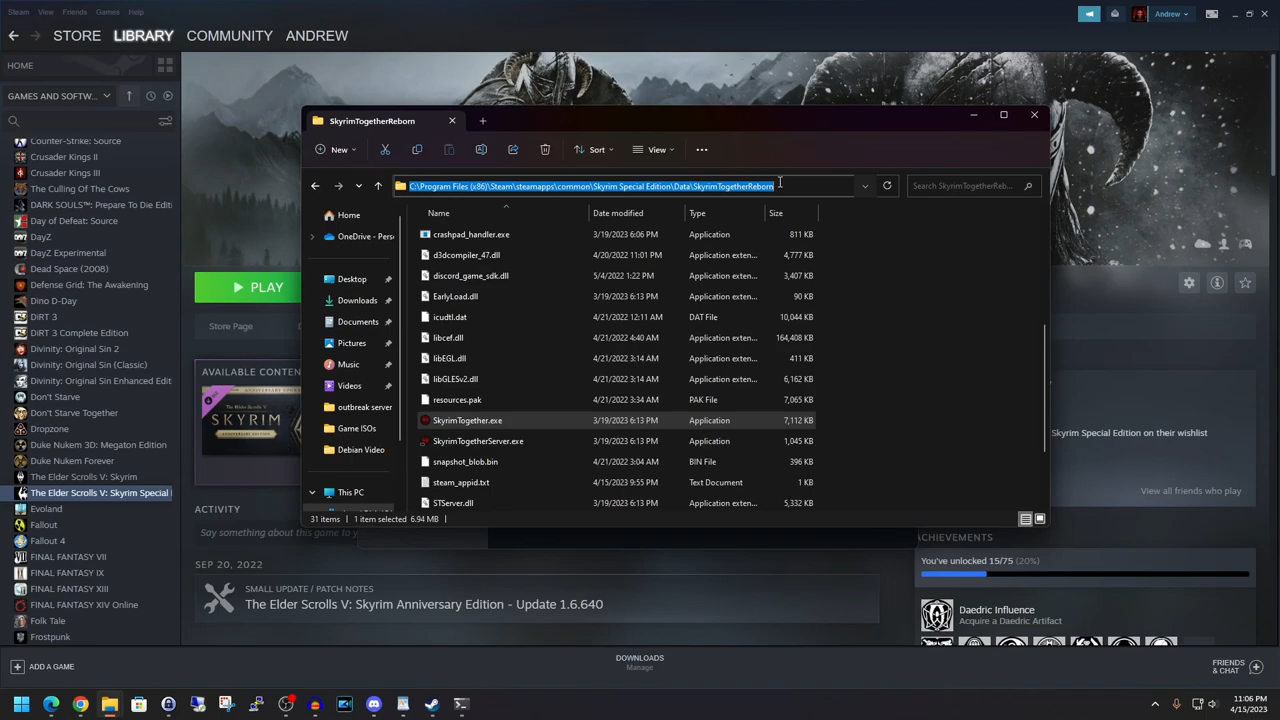 Steam View Friends Games Help
Andrew
STORE LIBRARY COMMUNITY ANDREW
HOME
GAMES AND SOFTW...
Counter-Strike: Source
Crusader Kings II
Crusader Kings III
The Culling Of The Cows
DARK SOULS™: Prepare To Die Editi
Day of Defeat: Source
DayZ
DayZ Experimental
Dead Space (2008)
Defense Grid: The Awakening
Dino D-Day
DiRT 3
DiRT 3 Complete Edition
Divinity: Original Sin 2
Divinity: Original Sin (Classic)
Divinity: Original Sin Enhanced Edit
Don't Starve
Don't Starve Together
Dropzone
Duke Nukem 3D: Megaton Edition
Duke Nukem Forever
The Elder Scrolls V: Skyrim
The Elder Scrolls V: Skyrim Special
Evoland
Fallout
Fallout 4
FINAL FANTASY VII
FINAL FANTASY IX
FINAL FANTASY XIII
FINAL FANTASY XIV Online
Folk Tale
Frostpunk
ADD A GAME
PLAY
Store Page
AVAILABLE CONTEN
ANNIVERSARY UPGRADE
SKYRIM
ACTIVITY
Say something about this game
SEP 20, 2022
SMALL UPDATE / PATCH NOTES
The Elder Scrolls V: Skyrim Anniversary Edition - Update 1.6.640
SkyrimTogetherReborn
New Sort View
C:\Program Files (x86)\Steam\steamapps\common\Skyrim Special Edition\Data\SkyrimTogetherReborn
Search SkyrimTogetherReb...
Home
OneDrive - Pers
Desktop
Downloads
Documents
Pictures
Music
Videos
outbreak server
Game ISOs
Debian Video
This PC
Name Date modified Type Size
crashpad_handler.exe 3/19/2023 6:06 PM Application 811 KB
d3dcompiler_47.dll 4/20/2022 11:01 PM Application exten... 4,777 KB
discord_game_sdk.dll 5/4/2022 1:22 PM Application exten... 3,407 KB
EarlyLoad.dll 3/19/2023 6:13 PM Application exten... 90 KB
icudtl.dat 4/21/2022 12:11 AM DAT File 10,044 KB
libcef.dll 4/21/2022 4:40 AM Application exten... 164,408 KB
libEGL.dll 4/21/2022 3:14 AM Application exten... 411 KB
libGLESv2.dll 4/21/2022 3:14 AM Application exten... 6,162 KB
resources.pak 4/21/2022 3:34 AM PAK File 7,065 KB
SkyrimTogether.exe 3/19/2023 6:13 PM Application 7,112 KB
SkyrimTogetherServer.exe 3/19/2023 6:13 PM Application 1,045 KB
snapshot_blob.bin 4/21/2022 3:04 AM BIN File 396 KB
steam_appid.txt 4/15/2023 9:55 PM Text Document 1 KB
STServer.dll 3/19/2023 6:13 PM Application exten... 5,332 KB
31 items 1 item selected 6.94 MB
Skyrim Special Edition on their wishlist
View all friends who play
ACHIEVEMENTS
You've unlocked 15/75 (20%)
Daedric Influence
Acquire a Daedric Artifact
DOWNLOADS
Manage
FRIENDS
& CHAT
11:06 PM
4/15/2023